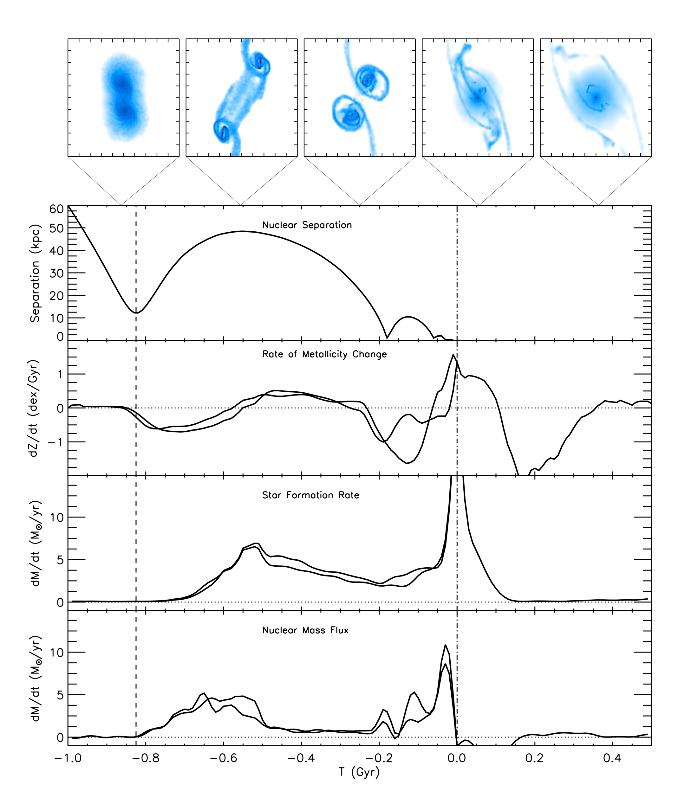 Nuclear Separation
Separation (kpc)
60
50
40
30
20
10
0
Rate of Metallicity Change
dZ/dt (dex/Gyr)
1
0
−1
Star Formation Rate
dM/dt (M⊙/yr)
10
5
0
Nuclear Mass Flux
dM/dt (M⊙/yr)
10
5
0
−1.0 −0.8 −0.6 −0.4 −0.2 0.0 0.2 0.4
T (Gyr)